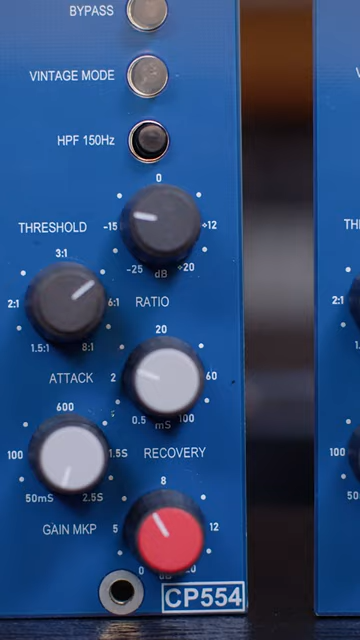 BYPASS
VINTAGE MODE
HPF 150Hz
0
THRESHOLD -15 +12
-25 dB +20
3:1
2:1 6:1 RATIO
1.5:1 8:1
20
ATTACK 2 60
0.5 mS 100
600
100 1.5S RECOVERY
50mS 2.5S
8
GAIN MKP 5 12
0
CP554
100
50mS